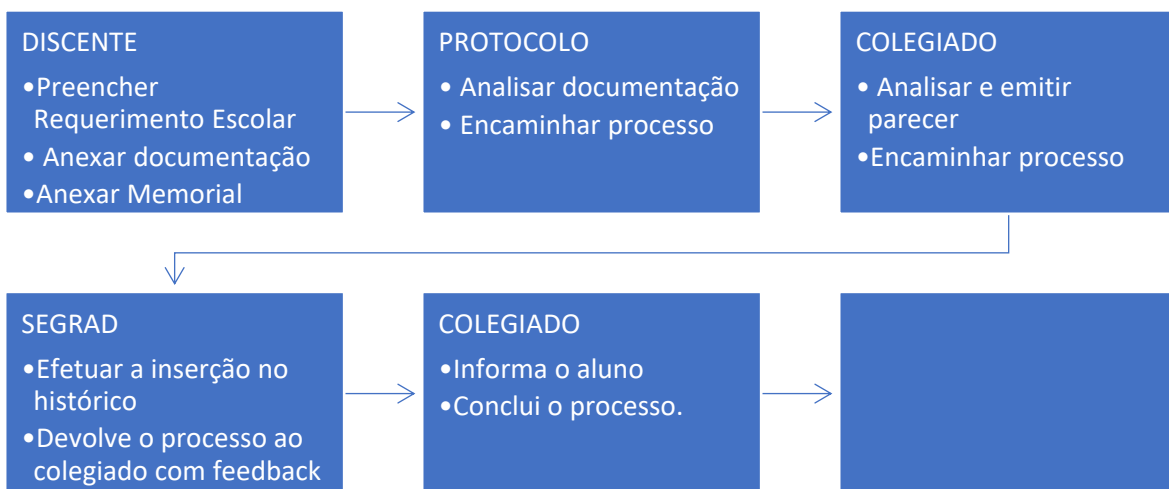 DISCENTE
•Preencher
Requerimento Escolar
• Anexar documentação
•Anexar Memorial
PROTOCOLO
• Analisar documentação
• Encaminhar processo
COLEGIADO
• Analisar e emitir
parecer
•Encaminhar processo
SEGRAD
•Efetuar a inserção no
histórico
•Devolve o processo ao
colegiado com feedback
COLEGIADO
•Informa o aluno
•Conclui o processo.